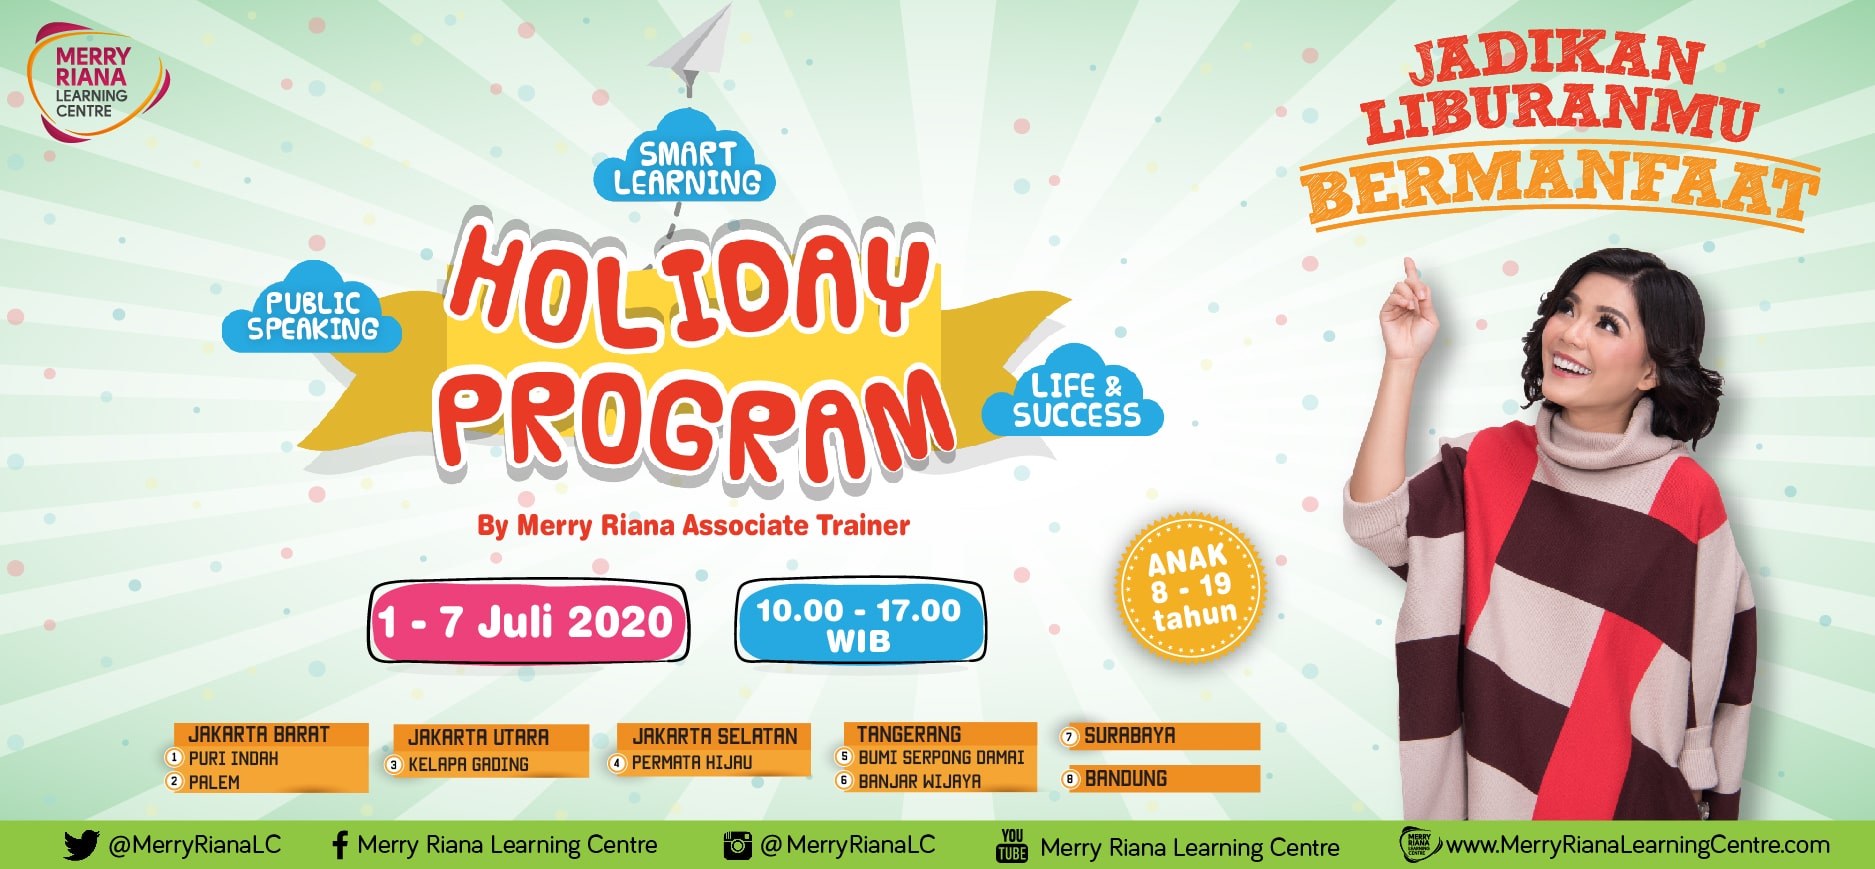 MERRY
RIANA
LEARNING
CENTRE
JADIKAN
LIBURANMU
BERMANFAAT
SMART
LEARNING
PUBLIC
SPEAKING
HOLIDAY
PROGRAM
LIFE &
SUCCESS
By Merry Riana Associate Trainer
1 - 7 Juli 2020
10.00 - 17.00
WIB
ANAK
8 - 19
tahun
JAKARTA BARAT
1 PURI INDAH
2 PALEM
JAKARTA UTARA
3 KELAPA GADING
JAKARTA SELATAN
4 PERMATA HIJAU
TANGERANG
5 BUMI SERPONG DAMAI
6 BANJAR WIJAYA
7 SURABAYA
8 BANDUNG
@MerryRianaLC
f Merry Riana Learning Centre
@MerryRianaLC
YOU
TUBE
Merry Riana Learning Centre
MERRY
RIANA
LEARNING
CENTRE
www.MerryRianaLearningCentre.com